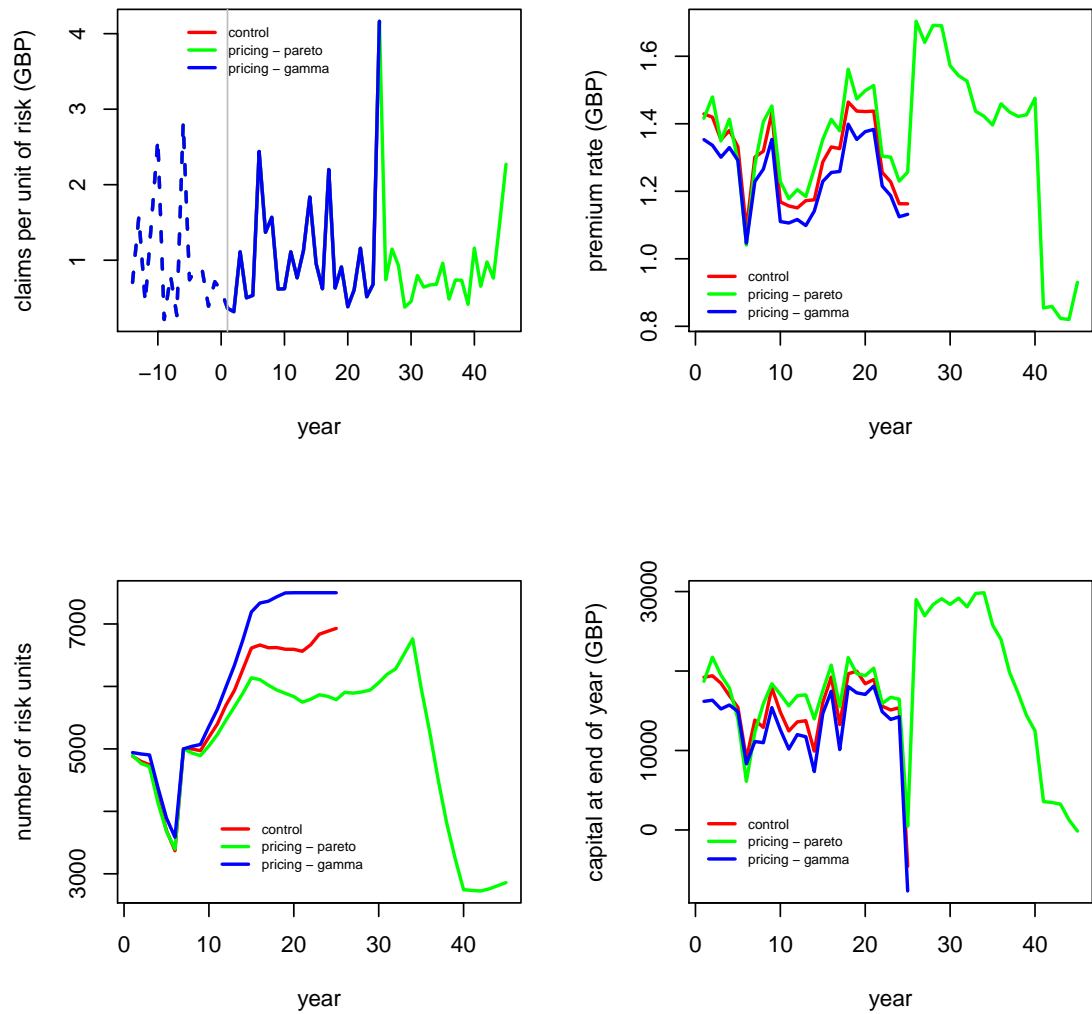 claims per unit of risk (GBP)
4
3
2
1
control
pricing − pareto
pricing − gamma
−10
0
10
20
30
40
year
premium rate (GBP)
1.6
1.4
1.2
1.0
0.8
control
pricing − pareto
pricing − gamma
0
10
20
30
40
year
number of risk units
7000
5000
3000
control
pricing − pareto
pricing − gamma
0
10
20
30
40
year
capital at end of year (GBP)
30000
10000
0
control
pricing − pareto
pricing − gamma
0
10
20
30
40
year